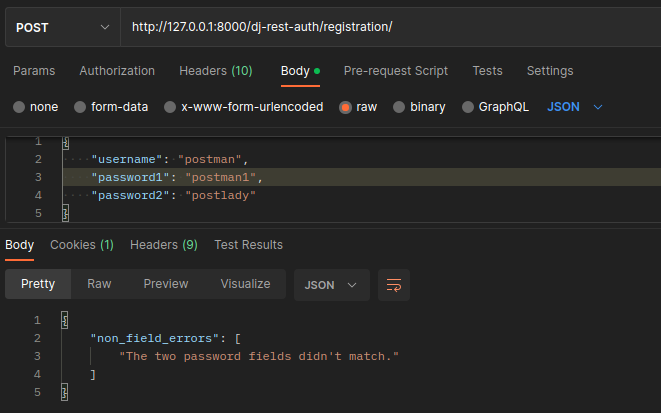 POST http://127.0.0.1:8000/dj-rest-auth/registration/
Params Authorization Headers (10) Body Pre-request Script Tests Settings
none form-data x-www-form-urlencoded raw binary GraphQL JSON
1 {
2 "username": "postman",
3 "password1": "postman1",
4 "password2": "postlady"
5 }
Body Cookies (1) Headers (9) Test Results
Pretty Raw Preview Visualize JSON
1 {
2 "non_field_errors": [
3 "The two password fields didn't match."
4 ]
5 }